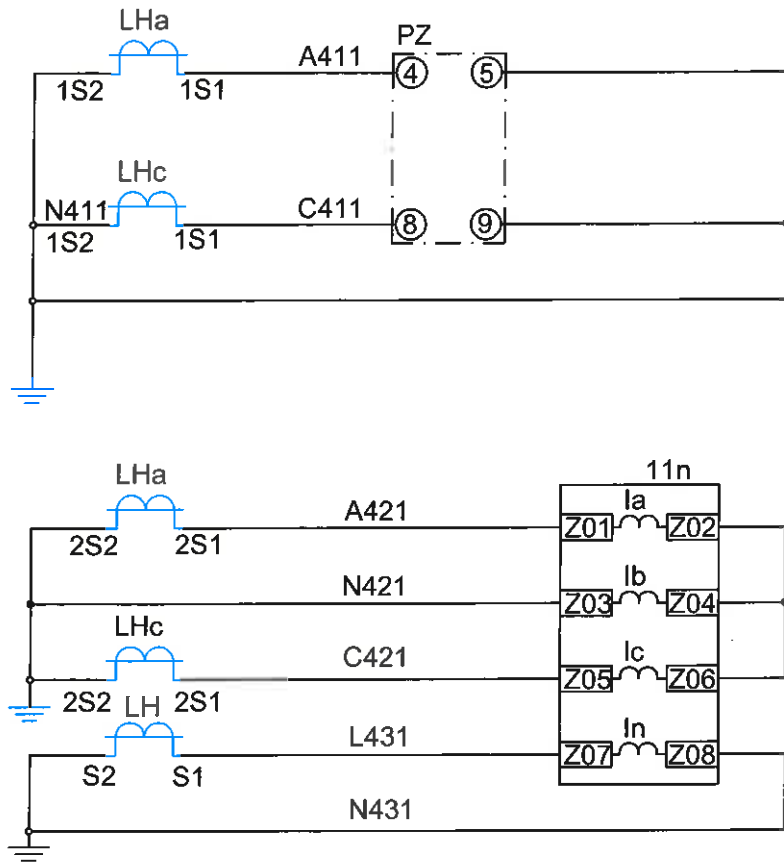 LHa
PZ
A411
4
5
1S2
1S1
LHc
N411
C411
8
9
1S2
1S1
LHa
11n
A421
Ia
Z01
Z02
2S2
2S1
N421
Ib
Z03
Z04
LHc
C421
Ic
Z05
Z06
2S2
2S1
LH
L431
In
Z07
Z08
S2
S1
N431